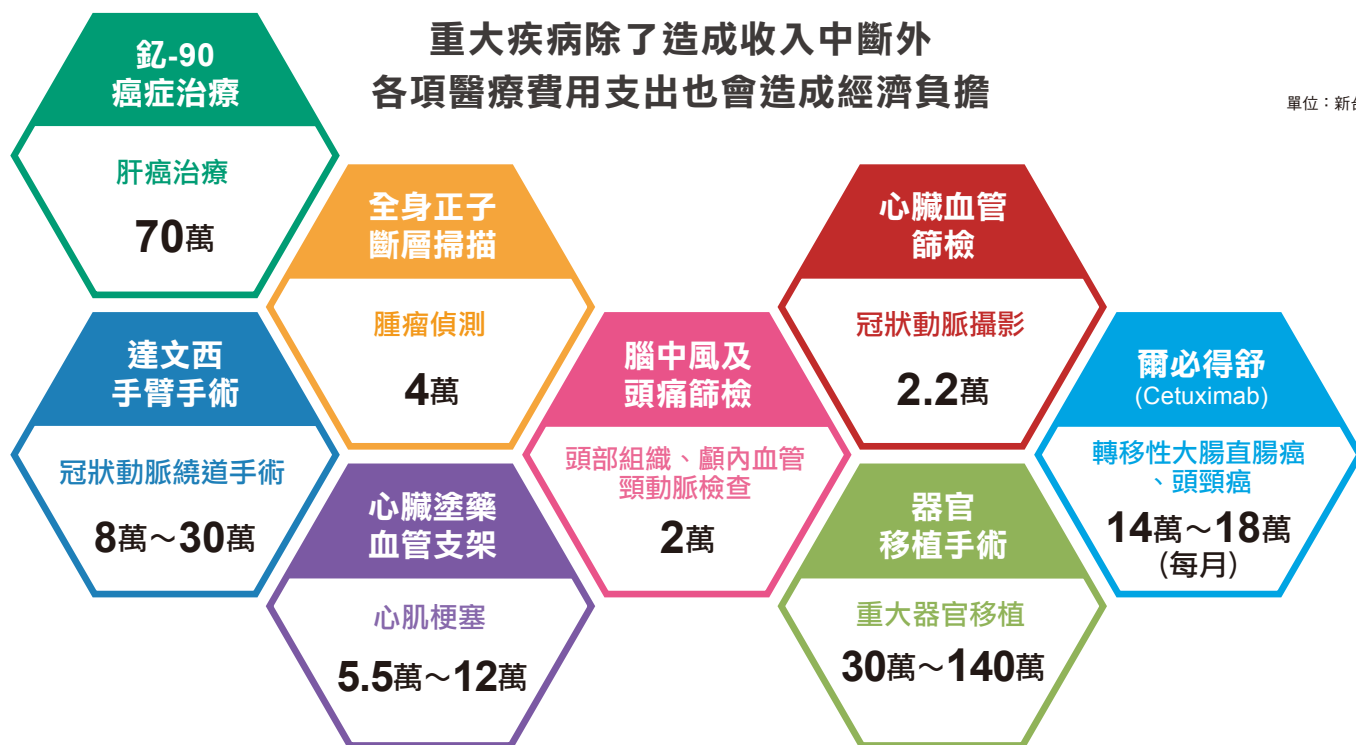 重大疾病除了造成收入中斷外
各項醫療費用支出也會造成經濟負擔
單位：新台
釔-90
癌症治療
肝癌治療
70萬
全身正子
斷層掃描
腫瘤偵測
4萬
心臟血管
篩檢
冠狀動脈攝影
2.2萬
達文西
手臂手術
冠狀動脈繞道手術
8萬～30萬
腦中風及
頭痛篩檢
頭部組織、顱內血管
頸動脈檢查
2萬
爾必得舒
(Cetuximab)
轉移性大腸直腸癌
、頭頸癌
14萬～18萬
(每月)
心臟塗藥
血管支架
心肌梗塞
5.5萬～12萬
器官
移植手術
重大器官移植
30萬～140萬